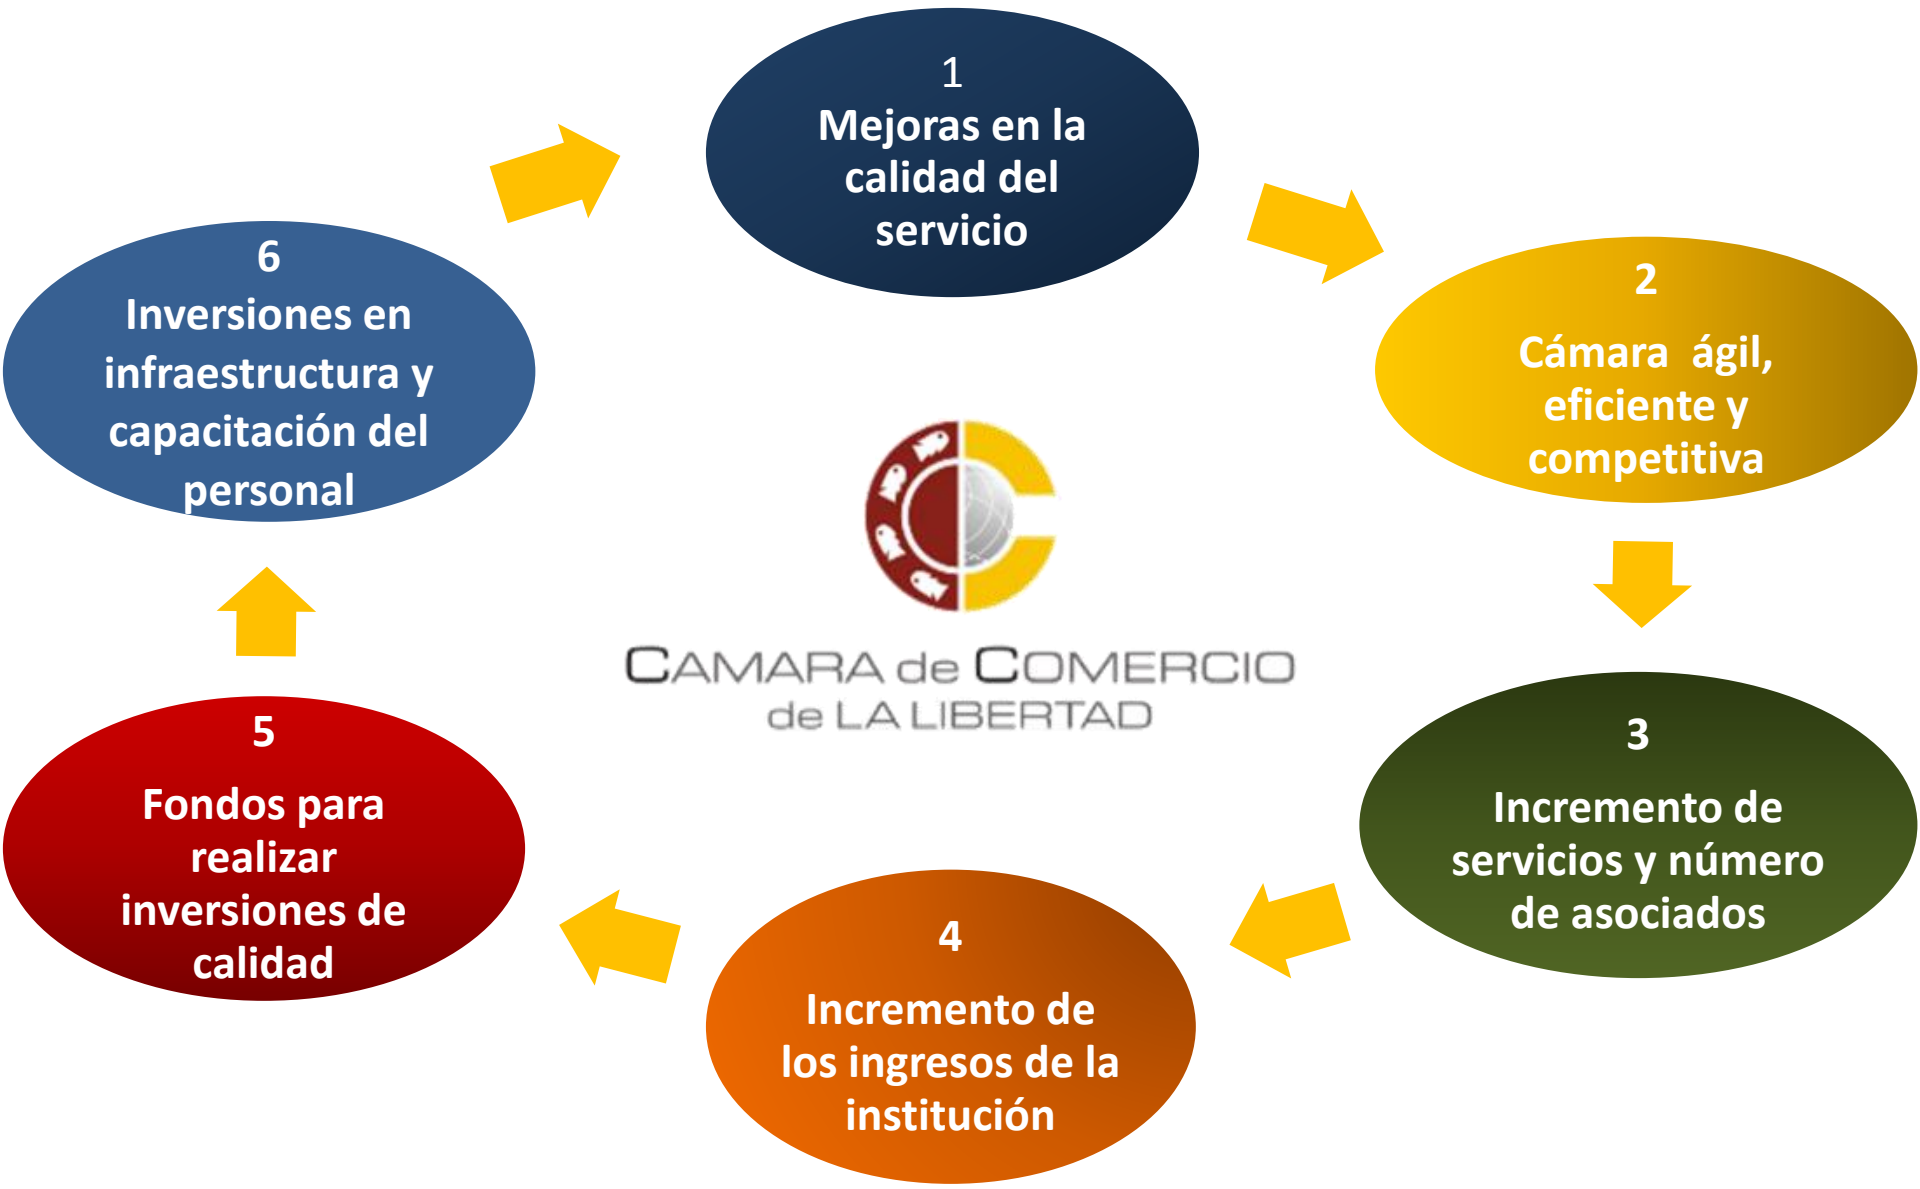 1
Mejoras en la
calidad del
servicio
2
Cámara  ágil,
eficiente y
competitiva
3
Incremento de
servicios y número
de asociados
4
Incremento de
los ingresos de la
institución
5
Fondos para
realizar
inversiones de
calidad
6
Inversiones en
infraestructura y
capacitación del
personal
CAMARA de COMERCIO
de LA LIBERTAD